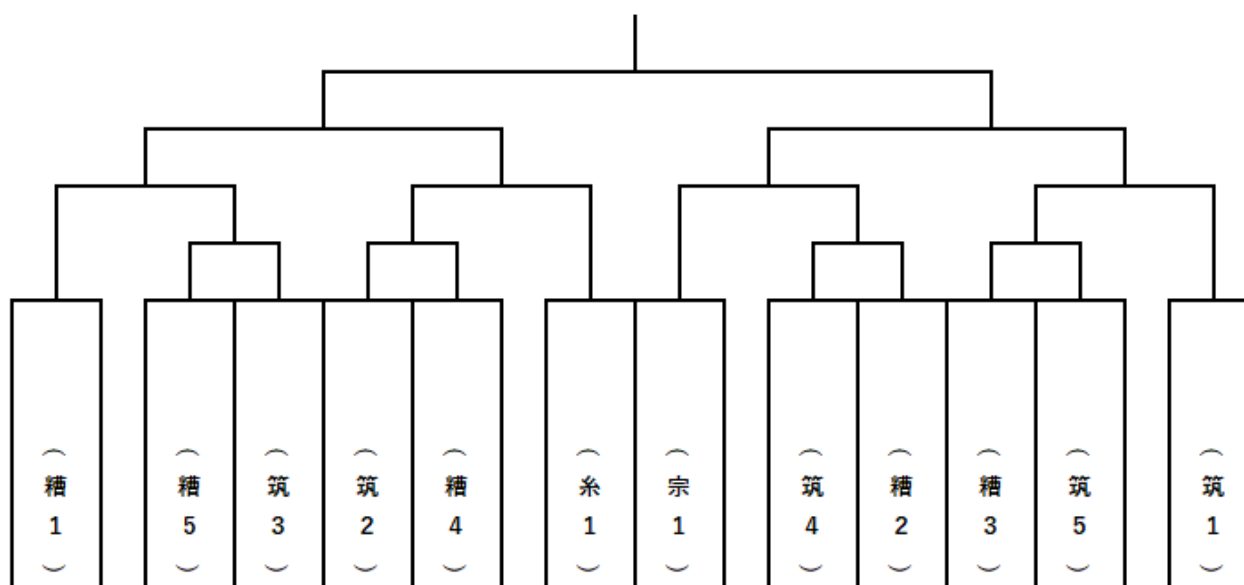 （糟1）
（糟5）
（筑3）
（筑2）
（糟4）
（糸1）
（宗1）
（筑4）
（糟2）
（糟3）
（筑5）
（筑1）